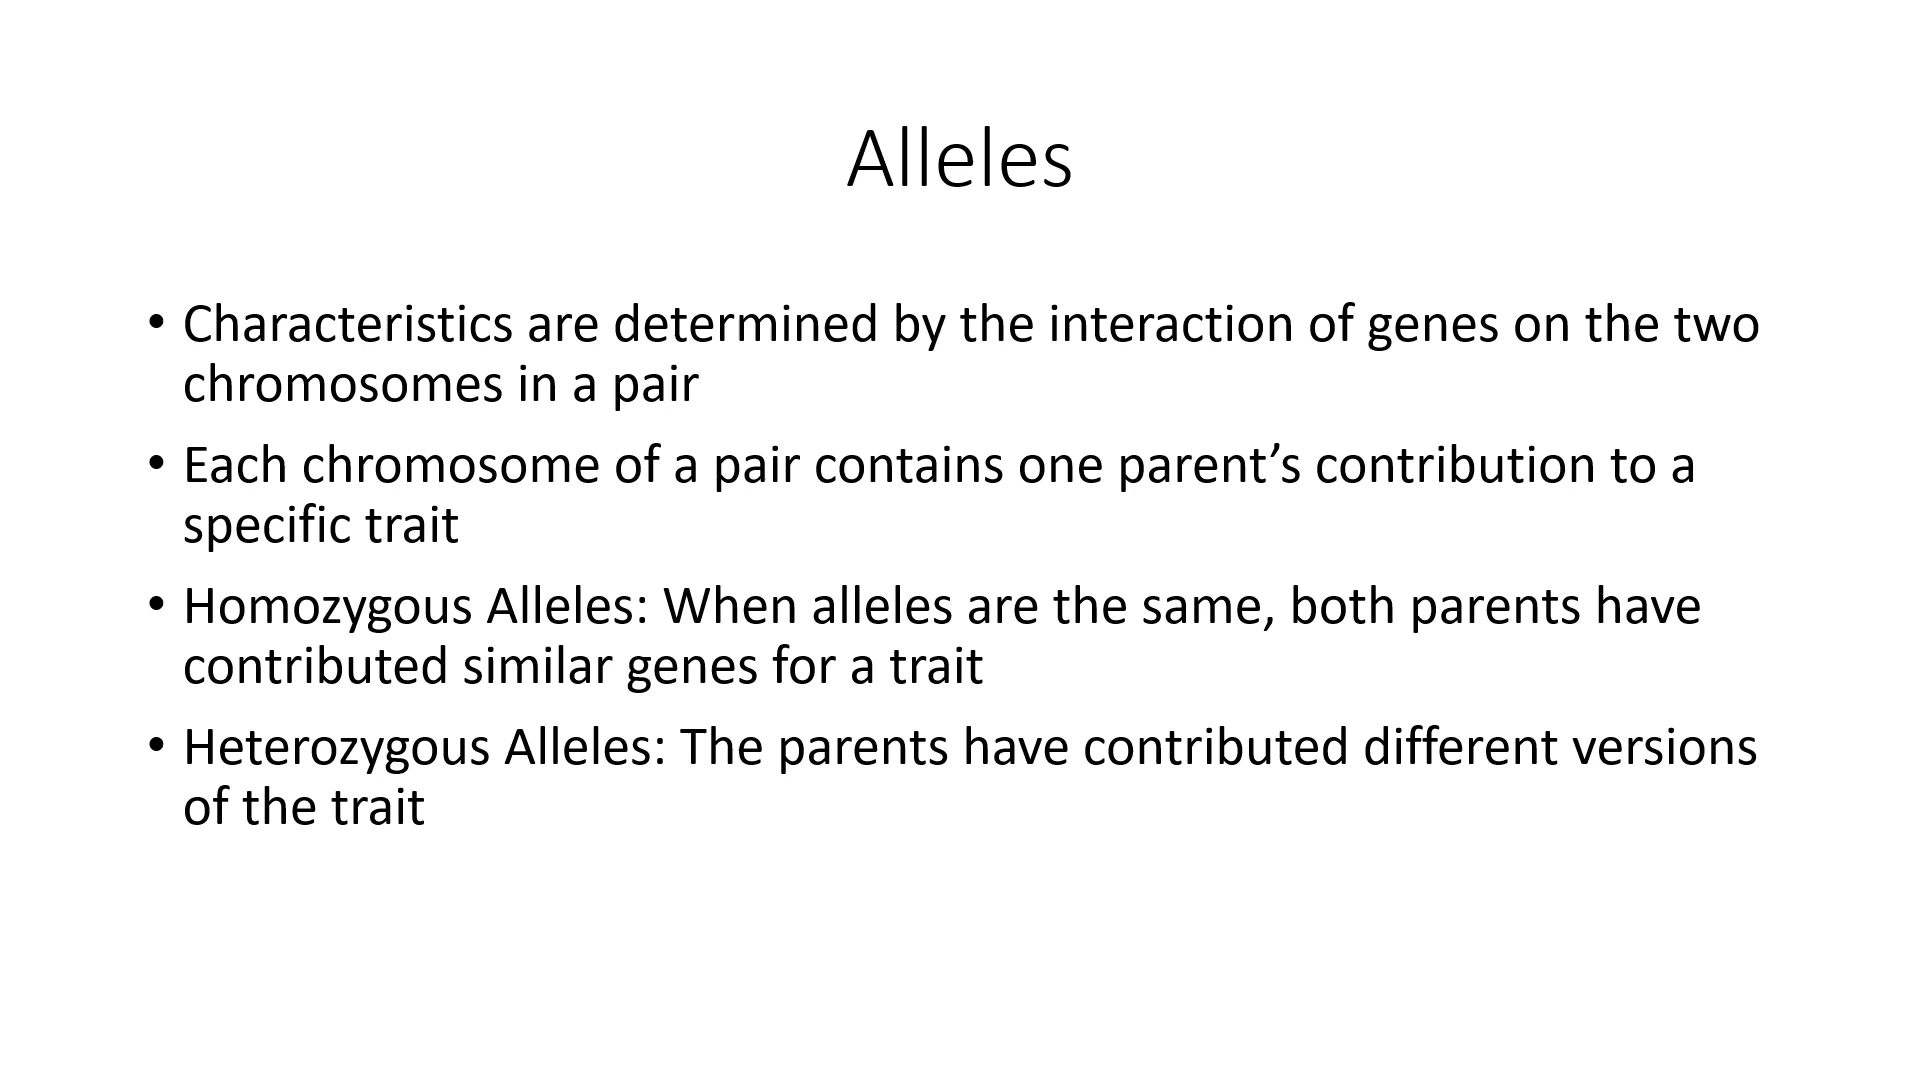 Alleles
• Characteristics are determined by the interaction of genes on the two
chromosomes in a pair
• Each chromosome of a pair contains one parent’s contribution to a
specific trait
• Homozygous Alleles: When alleles are the same, both parents have
contributed similar genes for a trait
• Heterozygous Alleles: The parents have contributed different versions
of the trait